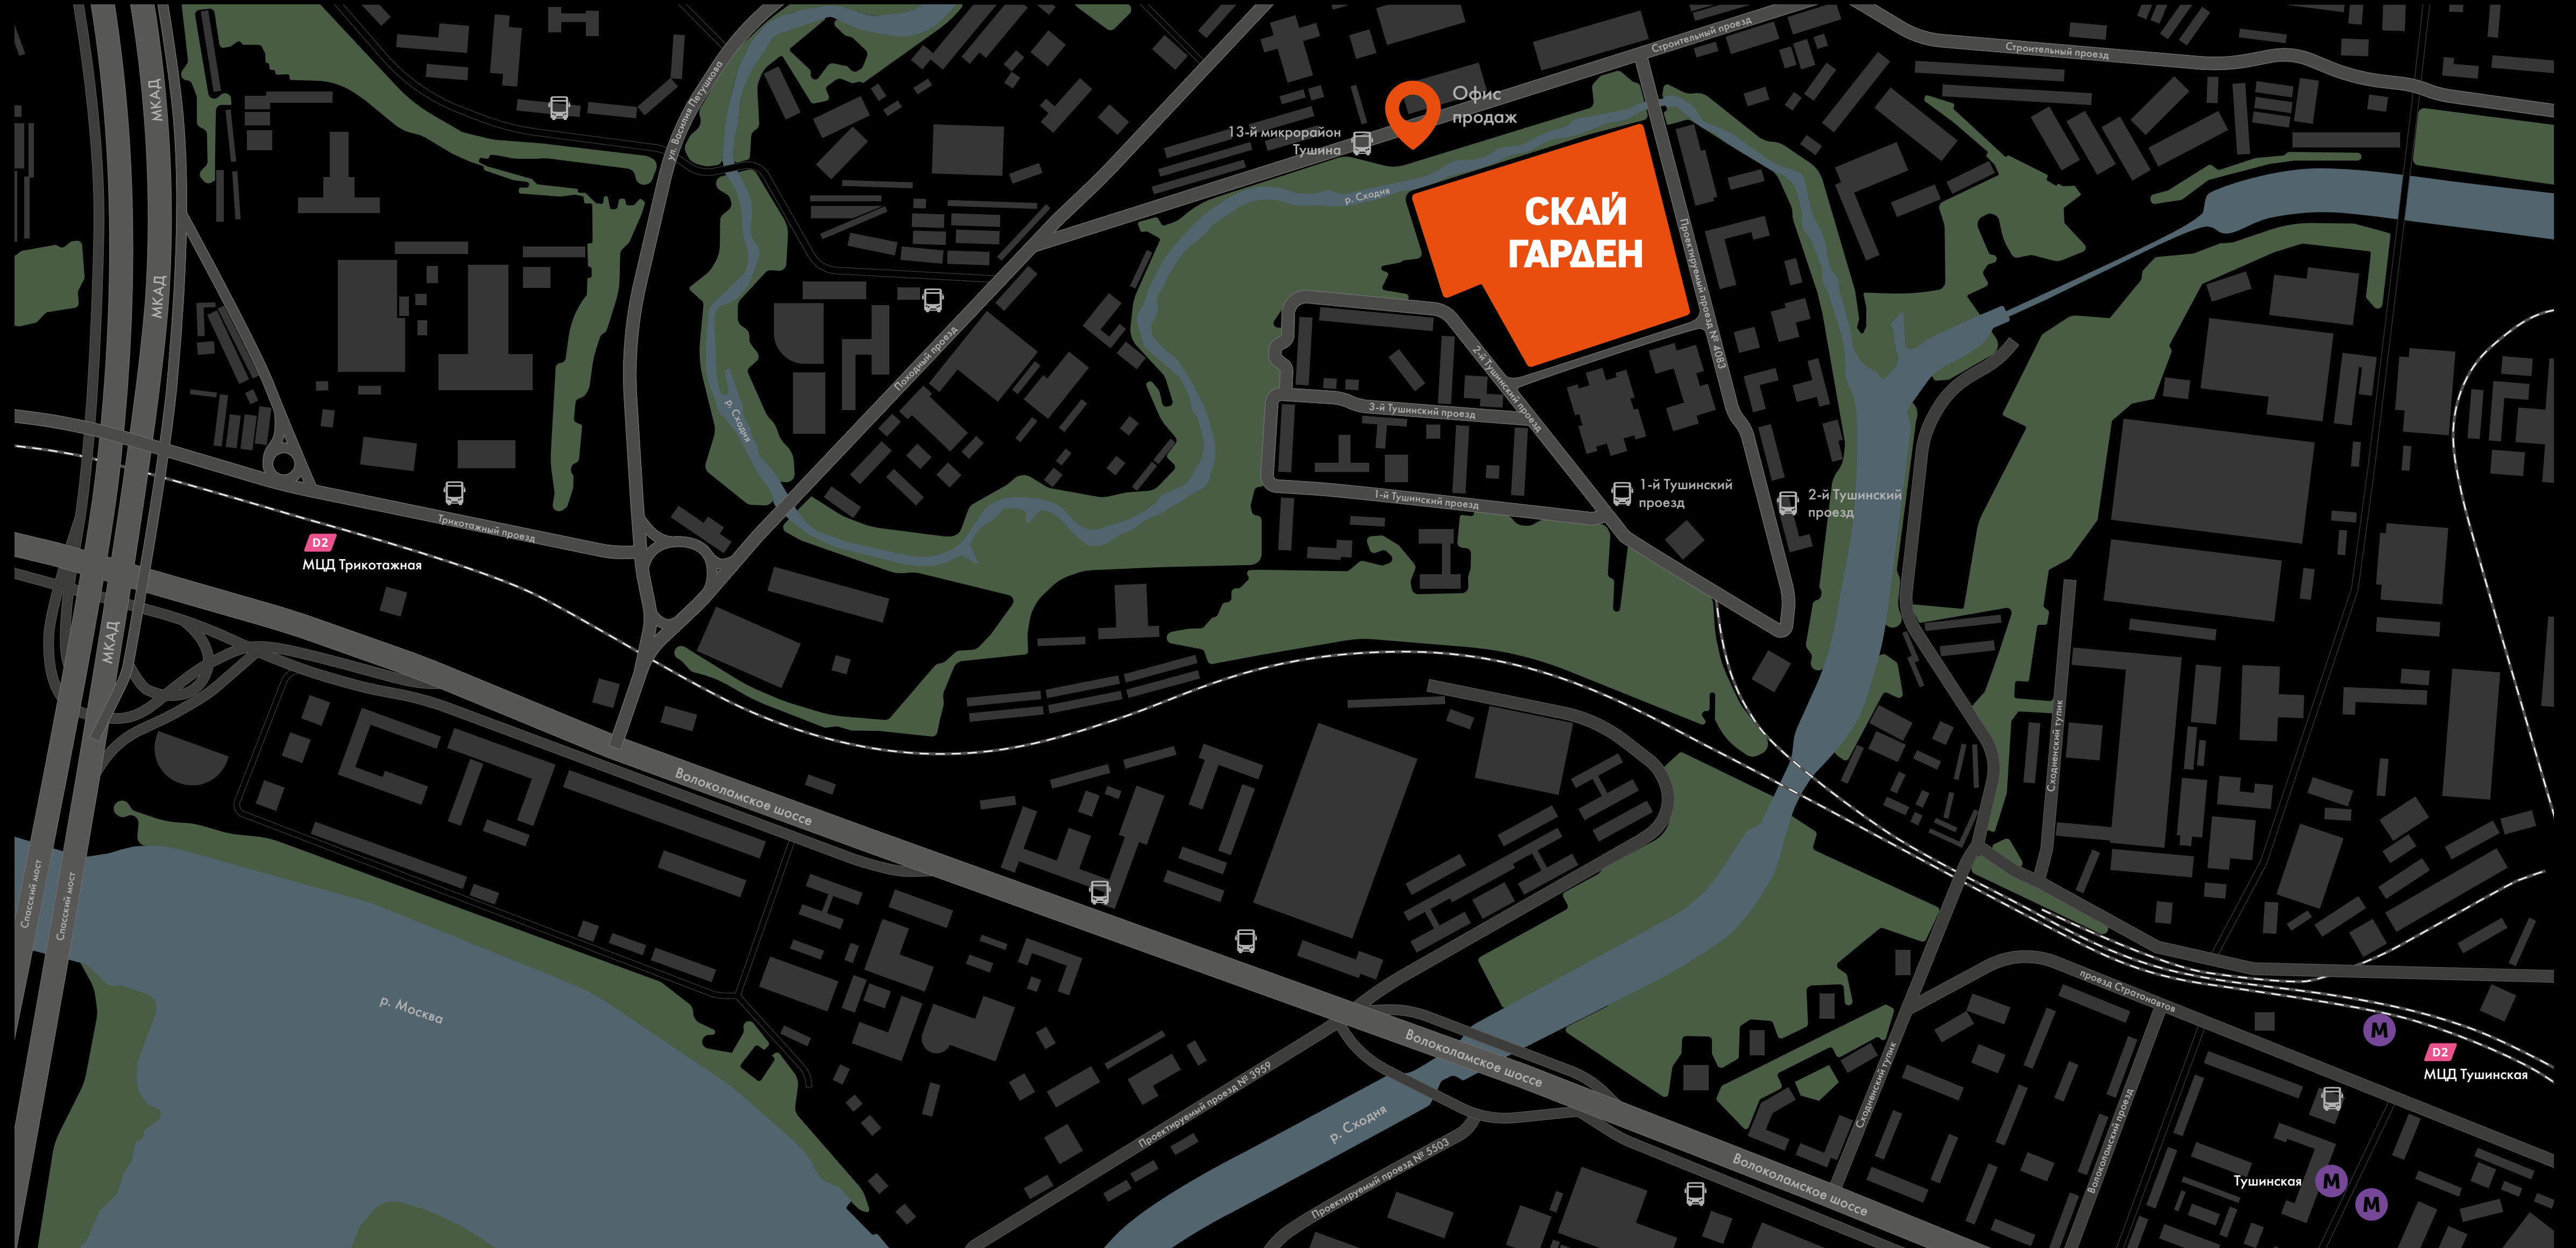 Строительный проезд
Строительный проезд
МКАД
ул. Василия Петушкова
Офис
продаж
13-й микрорайон
Тушина
р. Сходня
СКАЙ
ГАРДЕН
Проектируемый проезд № 4083
МКАД
Походный проезд
2-й Тушинский проезд
р. Сходня
3-й Тушинский проезд
1-й Тушинский проезд
1-й Тушинский
проезд
2-й Тушинский
проезд
Трикотажный проезд
D2
МЦД Трикотажная
МКАД
Сходненский тупик
Волоколамское шоссе
Спасский мост
Спасский мост
р. Москва
проезд Стратонавтов
М
Волоколамское шоссе
D2
МЦД Тушинская
Сходненский тупик
Проектируемый проезд № 3959
р. Сходня
Волоколамский проезд
Проектируемый проезд № 5503
Волоколамское шоссе
Тушинская
М
М